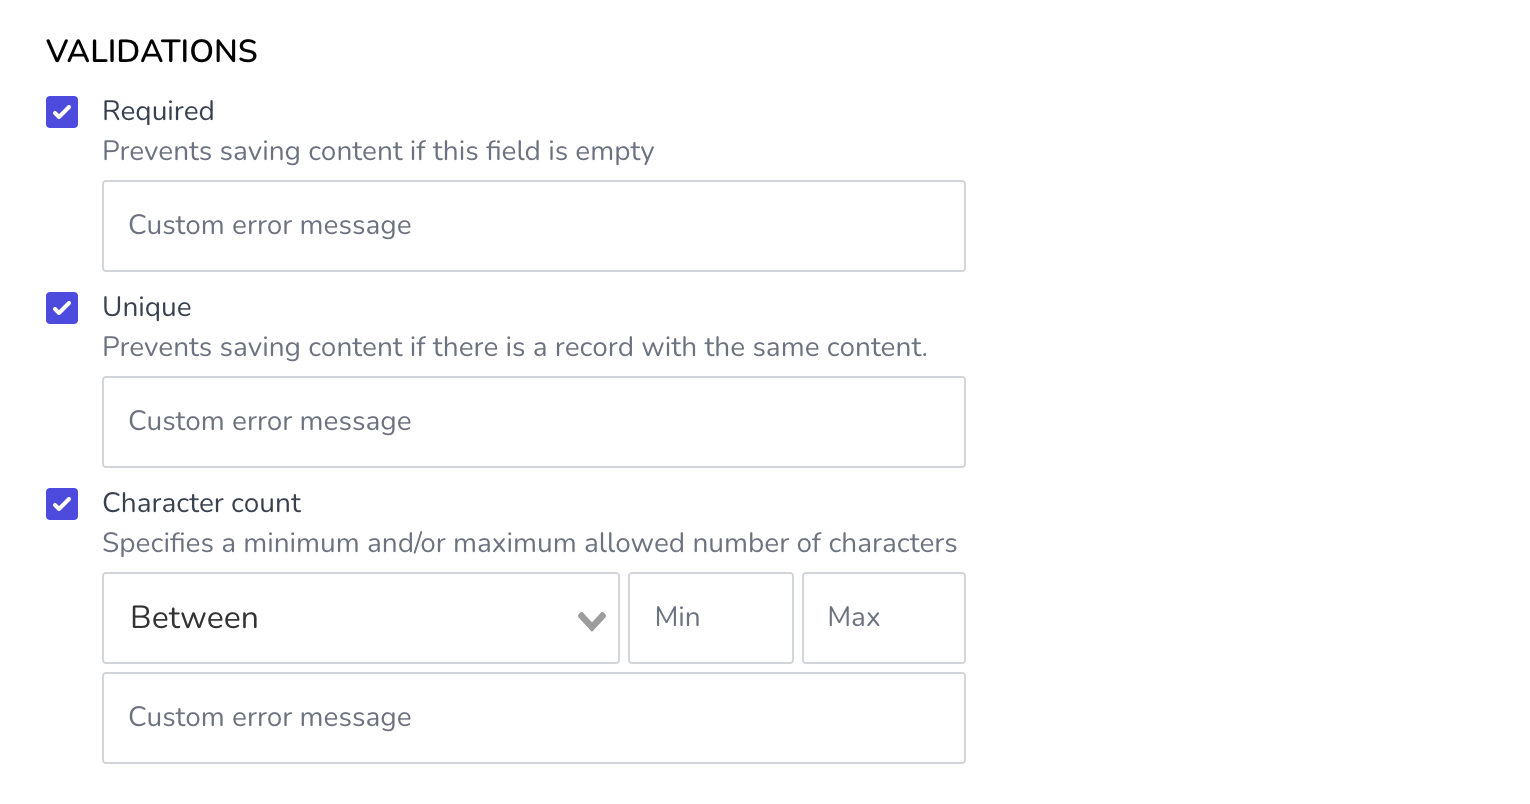 VALIDATIONS
Required
Prevents saving content if this field is empty
Custom error message
Unique
Prevents saving content if there is a record with the same content.
Custom error message
Character count
Specifies a minimum and/or maximum allowed number of characters
Between Min Max
Custom error message